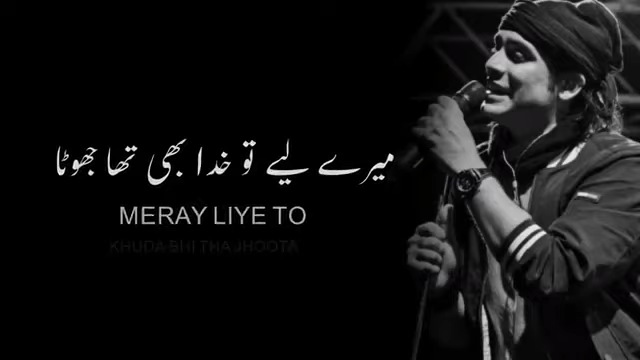 میرے لیے تو خدا بھی تھا جھوٹا
MERAY LIYE TO
KHUDA BHI THA JHOOTA